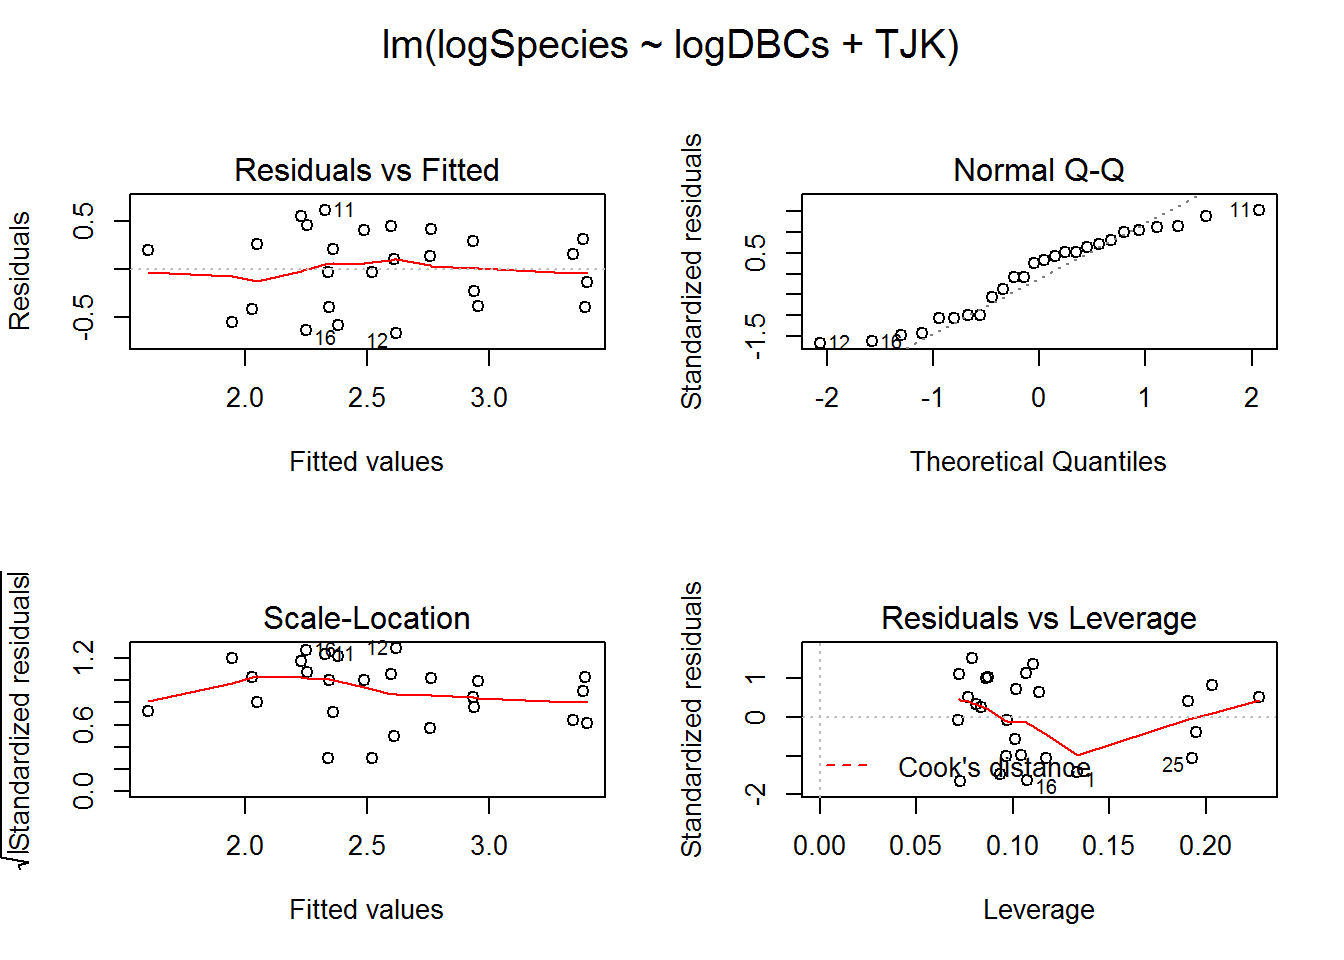 lm(logSpecies ~ logDBCs + TJK)
Residuals vs Fitted
Residuals
0.5
-0.5
11
16
12
2.0 2.5 3.0
Fitted values
Normal Q-Q
Standardized residuals
0.5
-1.5
11
12
16
-2 -1 0 1 2
Theoretical Quantiles
Scale-Location
√|Standardized residuals|
1.2
0.6
0.0
16
11
12
2.0 2.5 3.0
Fitted values
Residuals vs Leverage
Standardized residuals
1
0
-2
25
Cook's distance
1
16
0.00 0.05 0.10 0.15 0.20
Leverage